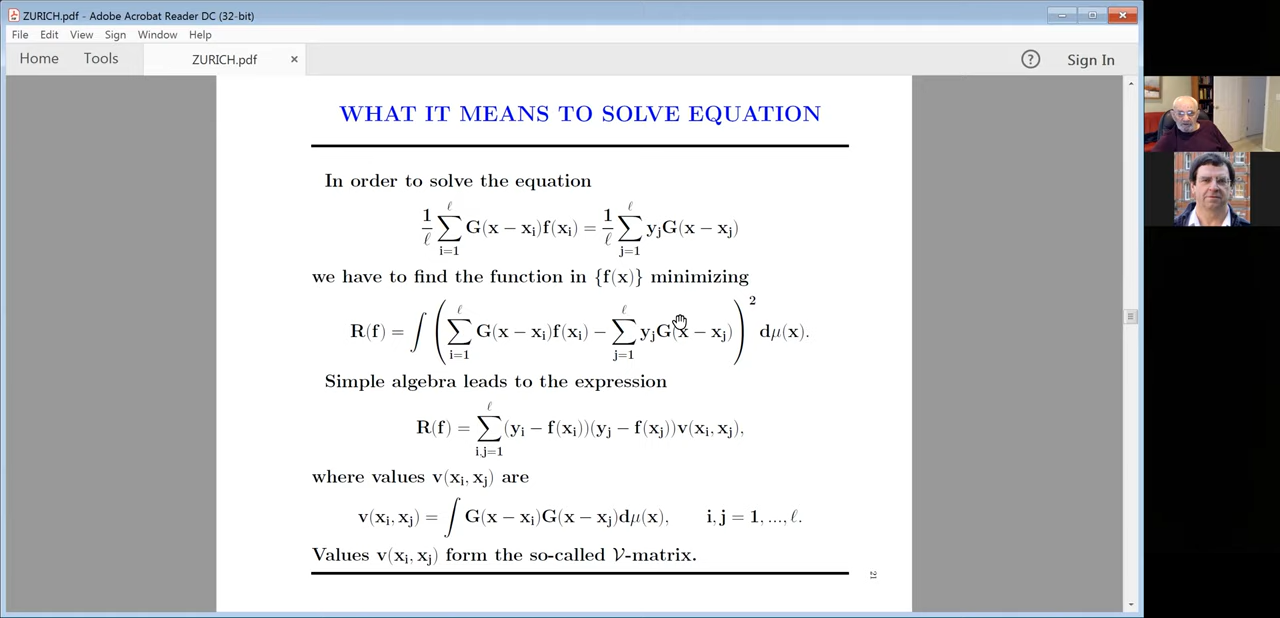 ZURICH.pdf - Adobe Acrobat Reader DC (32-bit)
File Edit View Sign Window Help
Home Tools ZURICH.pdf × ? Sign In
WHAT IT MEANS TO SOLVE EQUATION
In order to solve the equation
1/ℓ ∑_{i=1}^{ℓ} G(x − x_i)f(x_i) = 1/ℓ ∑_{j=1}^{ℓ} y_jG(x − x_j)
we have to find the function in {f(x)} minimizing
R(f) = ∫ ( ∑_{i=1}^{ℓ} G(x − x_i)f(x_i) − ∑_{j=1}^{ℓ} y_jG(x − x_j) )^2 dμ(x).
Simple algebra leads to the expression
R(f) = ∑_{i,j=1}^{ℓ} (y_i − f(x_i))(y_j − f(x_j))v(x_i, x_j),
where values v(x_i, x_j) are
v(x_i, x_j) = ∫ G(x − x_i)G(x − x_j)dμ(x), i, j = 1, ..., ℓ.
Values v(x_i, x_j) form the so-called 𝒱-matrix.
21